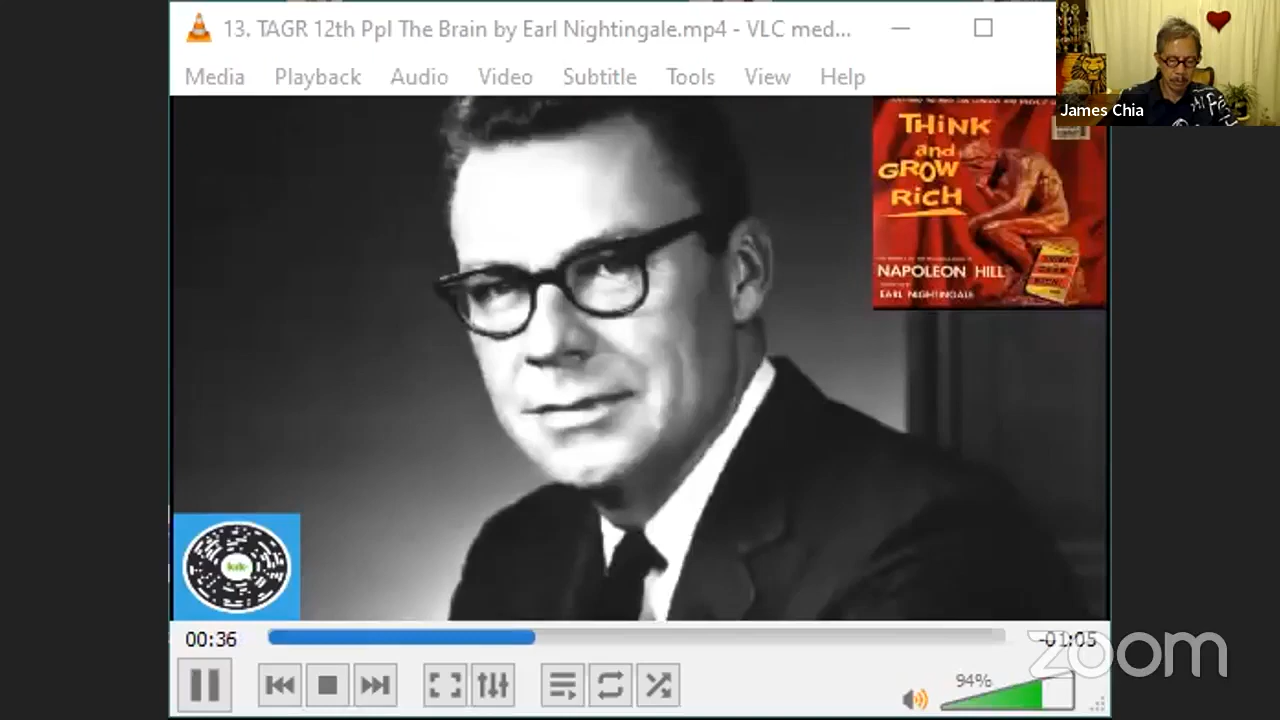 13. TAGR 12th Ppl The Brain by Earl Nightingale.mp4 - VLC med...
Media Playback Audio Video Subtitle Tools View Help
James Chia
THiNK
and
GROW
RiCH
NAPOLEON HILL
EARL NIGHTINGALE
kik
00:36
-01:05
94%
zoom